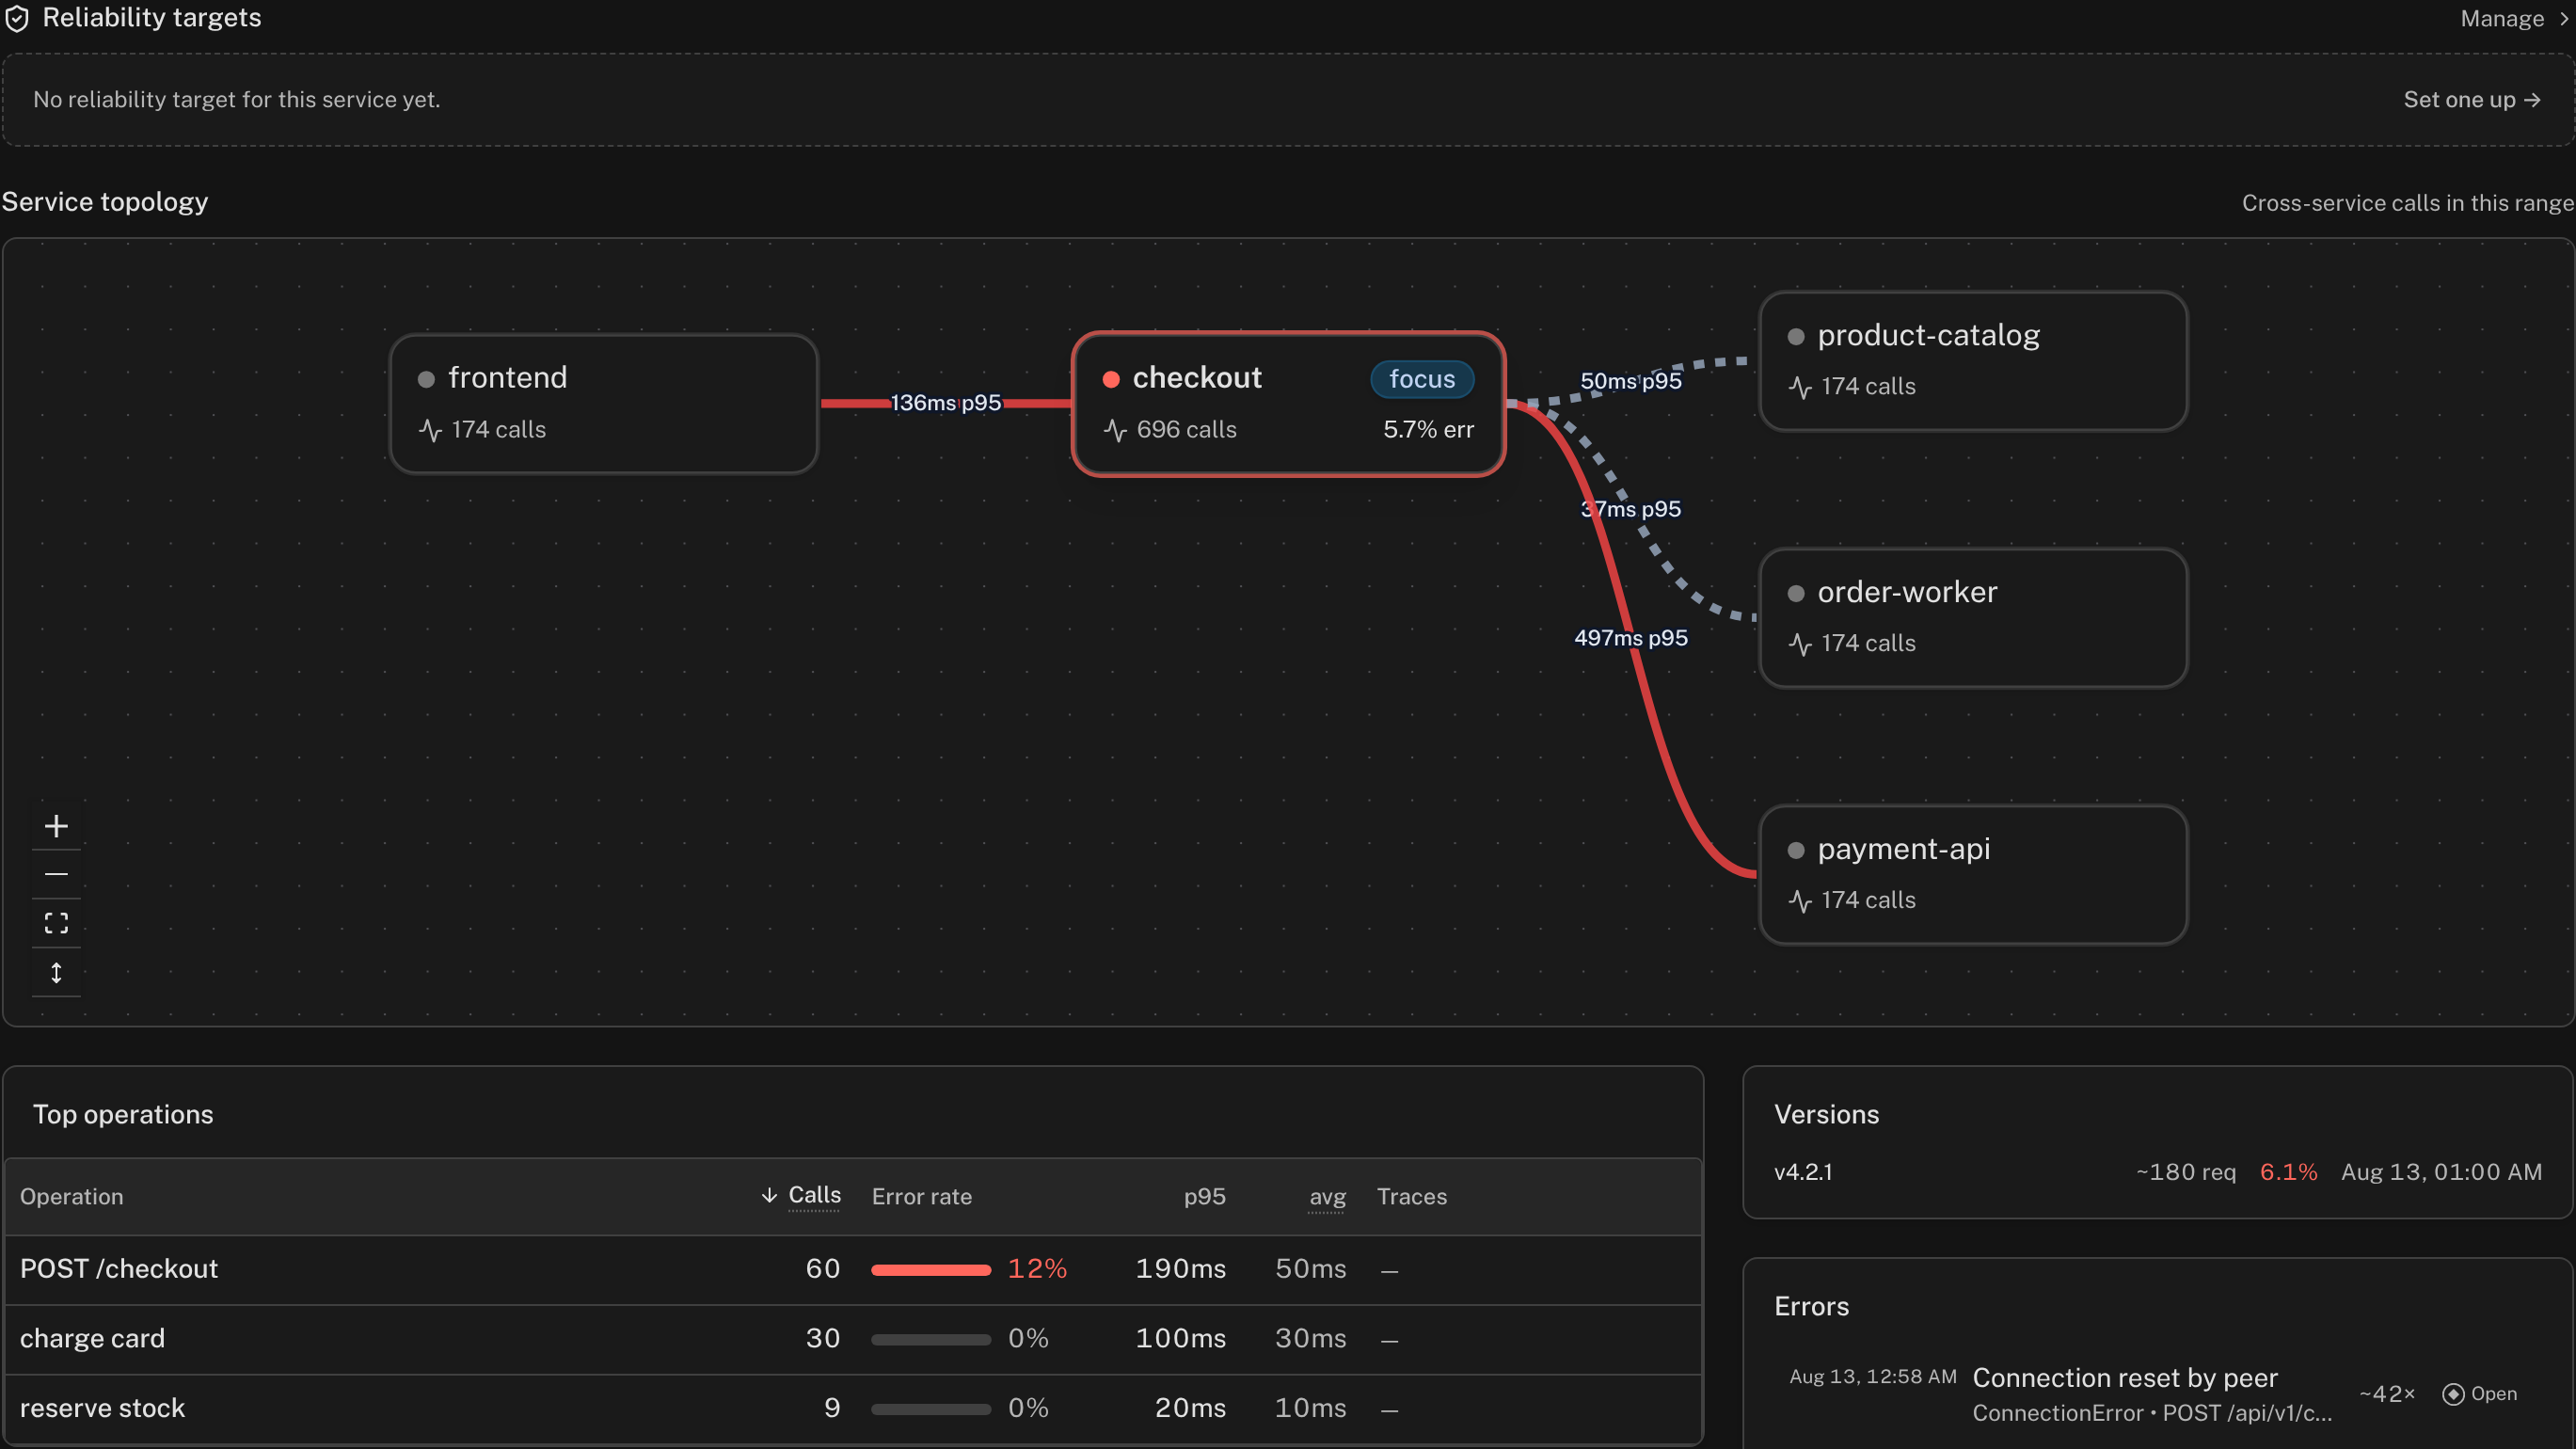 Reliability targets
Manage
No reliability target for this service yet.
Set one up →
Service topology
Cross-service calls in this range
frontend
174 calls
136ms p95
checkout
focus
696 calls
5.7% err
50ms p95
37ms p95
497ms p95
product-catalog
174 calls
order-worker
174 calls
payment-api
174 calls
Top operations
Operation ↓ Calls Error rate p95 avg Traces
POST /checkout 60 12% 190ms 50ms —
charge card 30 0% 100ms 30ms —
reserve stock 9 0% 20ms 10ms —
Versions
v4.2.1 ~180 req 6.1% Aug 13, 01:00 AM
Errors
Aug 13, 12:58 AM Connection reset by peer
ConnectionError • POST /api/v1/c...
~42× Open